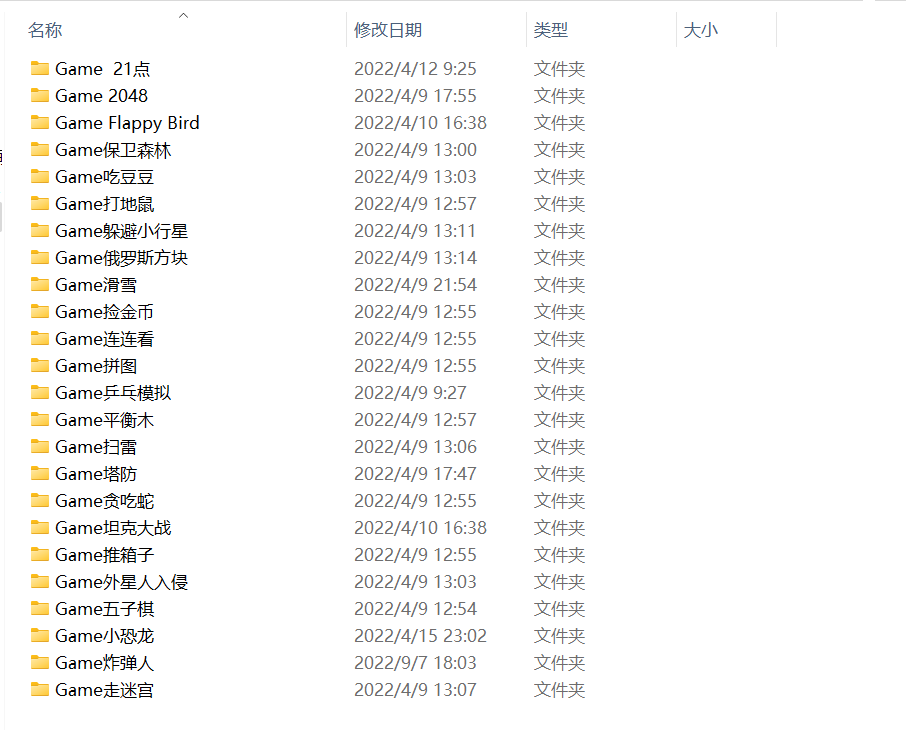 名称 修改日期 类型 大小
Game  21点 2022/4/12 9:25 文件夹
Game 2048 2022/4/9 17:55 文件夹
Game Flappy Bird 2022/4/10 16:38 文件夹
Game保卫森林 2022/4/9 13:00 文件夹
Game吃豆豆 2022/4/9 13:03 文件夹
Game打地鼠 2022/4/9 12:57 文件夹
Game躲避小行星 2022/4/9 13:11 文件夹
Game俄罗斯方块 2022/4/9 13:14 文件夹
Game滑雪 2022/4/9 21:54 文件夹
Game捡金币 2022/4/9 12:55 文件夹
Game连连看 2022/4/9 12:55 文件夹
Game拼图 2022/4/9 12:55 文件夹
Game乒乓模拟 2022/4/9 9:27 文件夹
Game平衡木 2022/4/9 12:57 文件夹
Game扫雷 2022/4/9 13:06 文件夹
Game塔防 2022/4/9 17:47 文件夹
Game贪吃蛇 2022/4/9 12:55 文件夹
Game坦克大战 2022/4/10 16:38 文件夹
Game推箱子 2022/4/9 12:55 文件夹
Game外星人入侵 2022/4/9 13:03 文件夹
Game五子棋 2022/4/9 12:54 文件夹
Game小恐龙 2022/4/15 23:02 文件夹
Game炸弹人 2022/9/7 18:03 文件夹
Game走迷宫 2022/4/9 13:07 文件夹